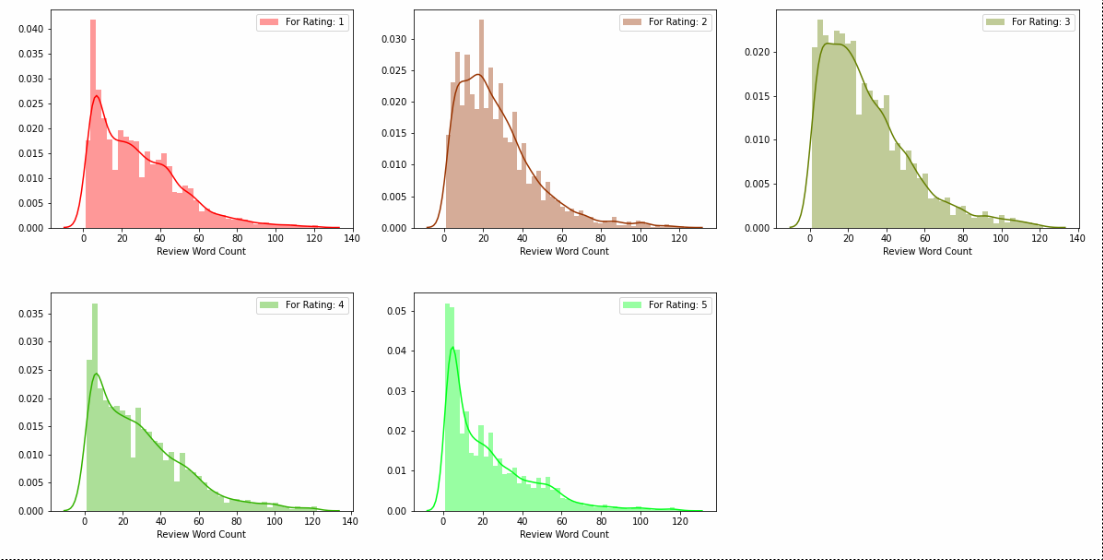 For Rating: 1
0.040
0.035
0.030
0.025
0.020
0.015
0.010
0.005
0.000
0 20 40 60 80 100 120 140
Review Word Count
For Rating: 2
0.030
0.025
0.020
0.015
0.010
0.005
0.000
0 20 40 60 80 100 120
Review Word Count
For Rating: 3
0.020
0.015
0.010
0.005
0.000
0 20 40 60 80 100 120 140
Review Word Count
For Rating: 4
0.035
0.030
0.025
0.020
0.015
0.010
0.005
0.000
0 20 40 60 80 100 120 140
Review Word Count
For Rating: 5
0.05
0.04
0.03
0.02
0.01
0.00
0 20 40 60 80 100 120
Review Word Count